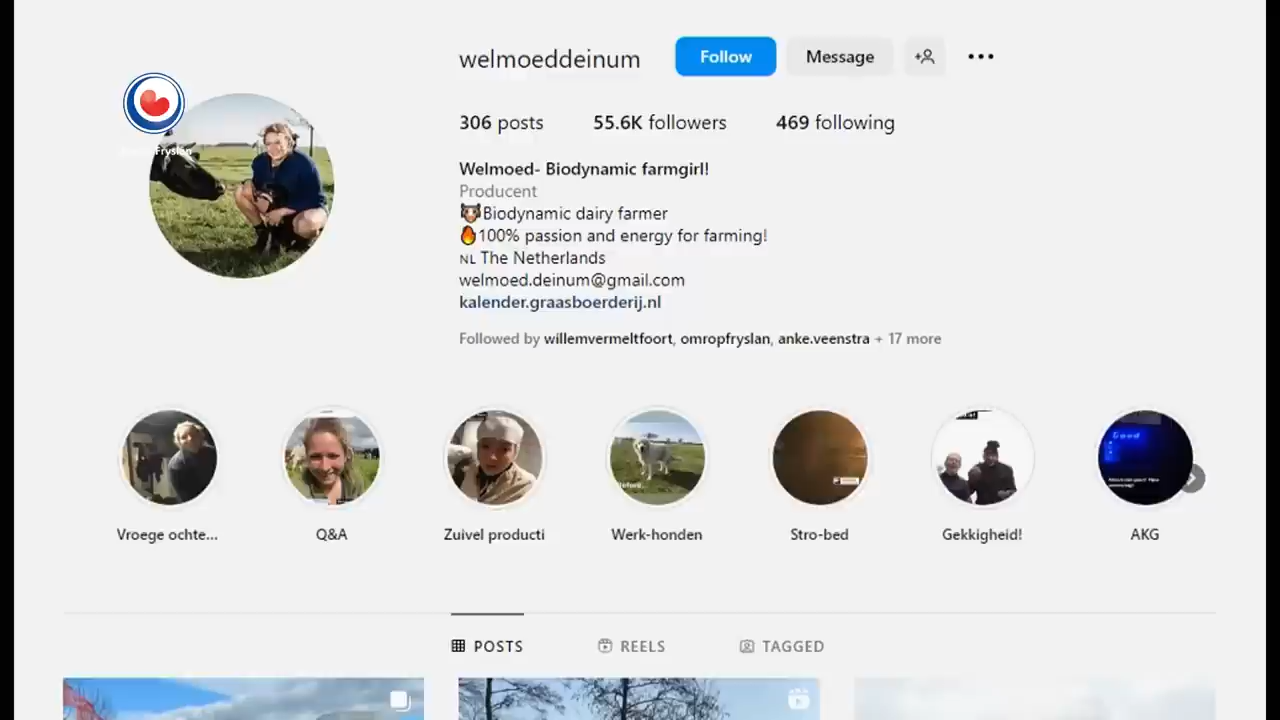 welmoeddeinum Follow Message
306 posts 55.6K followers 469 following
Welmoed- Biodynamic farmgirl!
Producent
Biodynamic dairy farmer
100% passion and energy for farming!
NL The Netherlands
welmoed.deinum@gmail.com
kalender.graasboerderij.nl
Followed by willemvermeltfoort, omropfryslan, anke.veenstra + 17 more
Vroege ochte... Q&A Zuivel producti Werk-honden Stro-bed Gekkigheid! AKG
POSTS REELS TAGGED